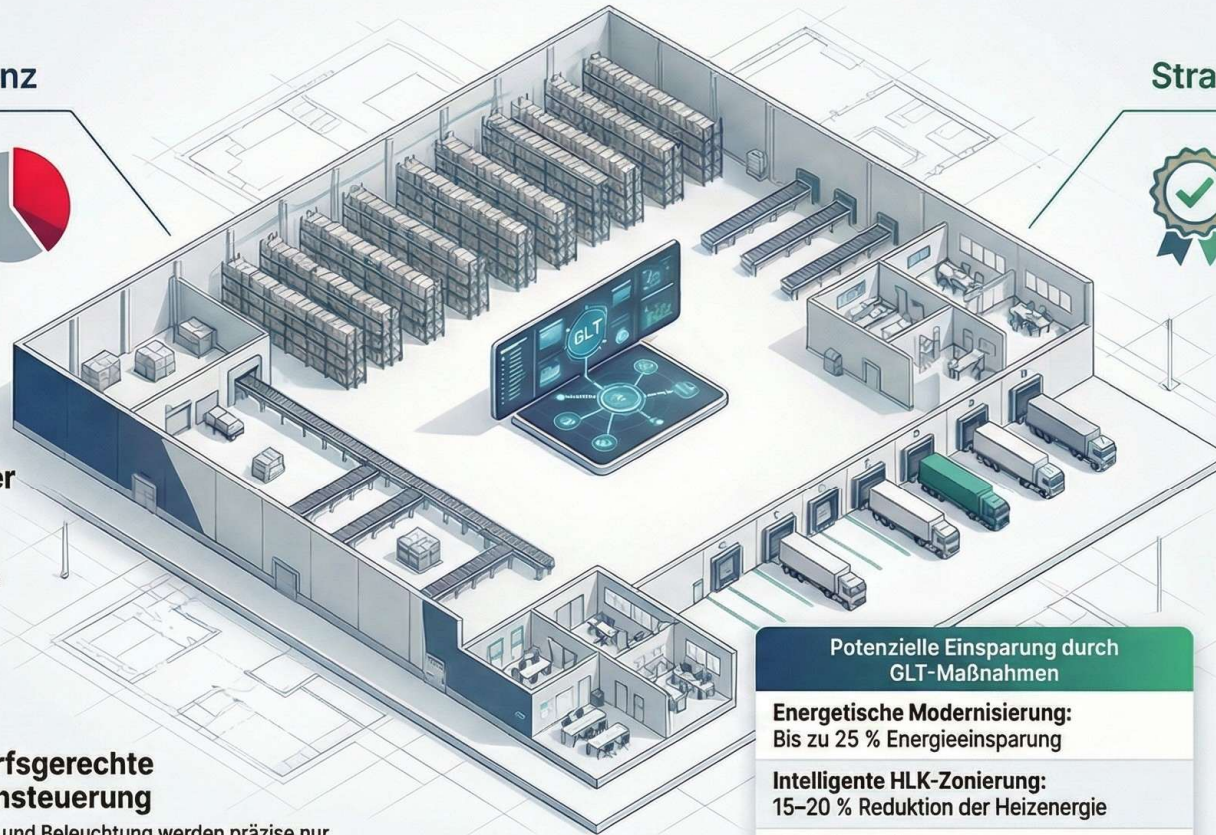 nz
Stra
GLT
er
rfsgerechte
nsteuerung
und Beleuchtung werden präzise nur
Potenzielle Einsparung durch
GLT-Maßnahmen
Energetische Modernisierung:
Bis zu 25 % Energieeinsparung
Intelligente HLK-Zonierung:
15–20 % Reduktion der Heizenergie